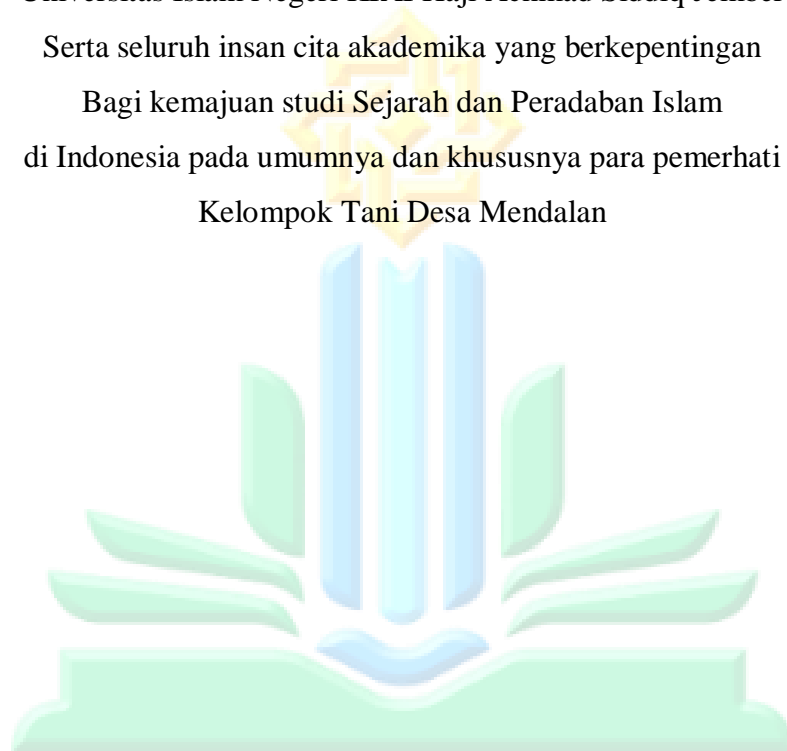 Serta seluruh insan cita akademika yang berkepentingan
Bagi kemajuan studi Sejarah dan Peradaban Islam
di Indonesia pada umumnya dan khususnya para pemerhati
Kelompok Tani Desa Mendalan